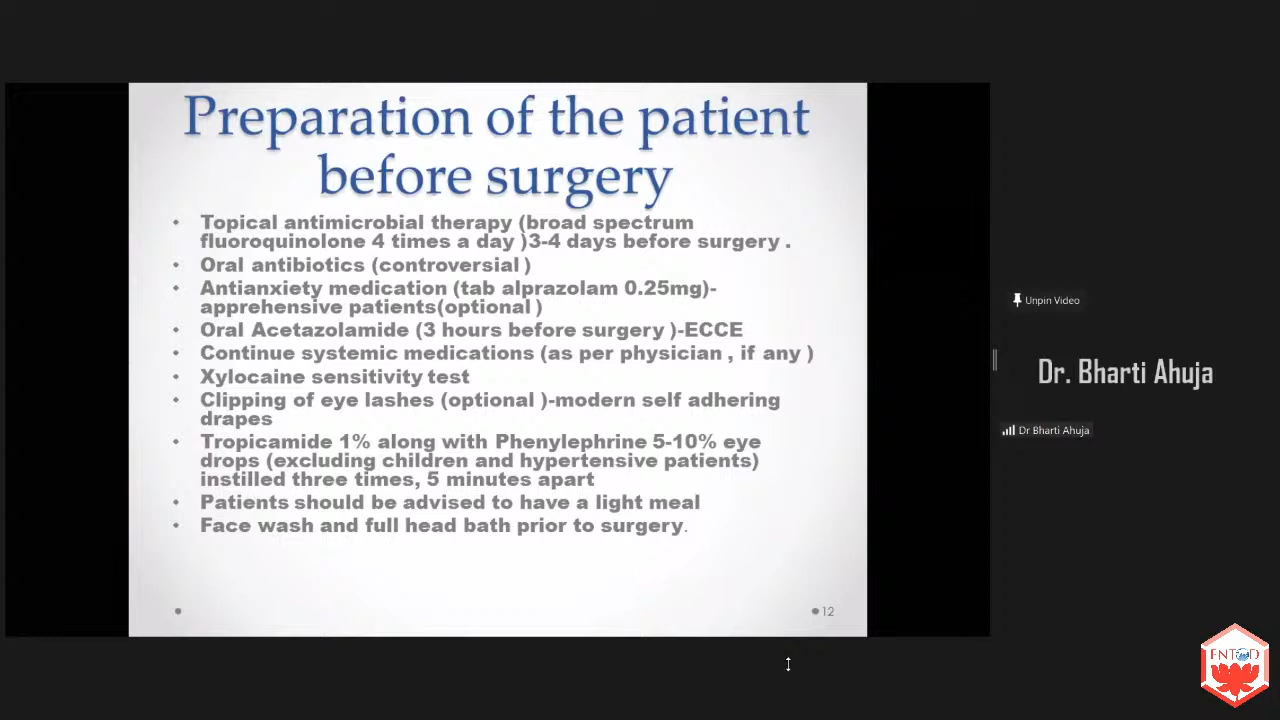 Preparation of the patient
before surgery
• Topical antimicrobial therapy (broad spectrum
fluoroquinolone 4 times a day )3-4 days before surgery .
• Oral antibiotics (controversial )
• Antianxiety medication (tab alprazolam 0.25mg)-
apprehensive patients(optional )
• Oral Acetazolamide (3 hours before surgery )-ECCE
• Continue systemic medications (as per physician , if any )
• Xylocaine sensitivity test
• Clipping of eye lashes (optional )-modern self adhering
drapes
• Tropicamide 1% along with Phenylephrine 5-10% eye
drops (excluding children and hypertensive patients)
instilled three times, 5 minutes apart
• Patients should be advised to have a light meal
• Face wash and full head bath prior to surgery.
12
Unpin Video
Dr. Bharti Ahuja
Dr Bharti Ahuja
ENTOD